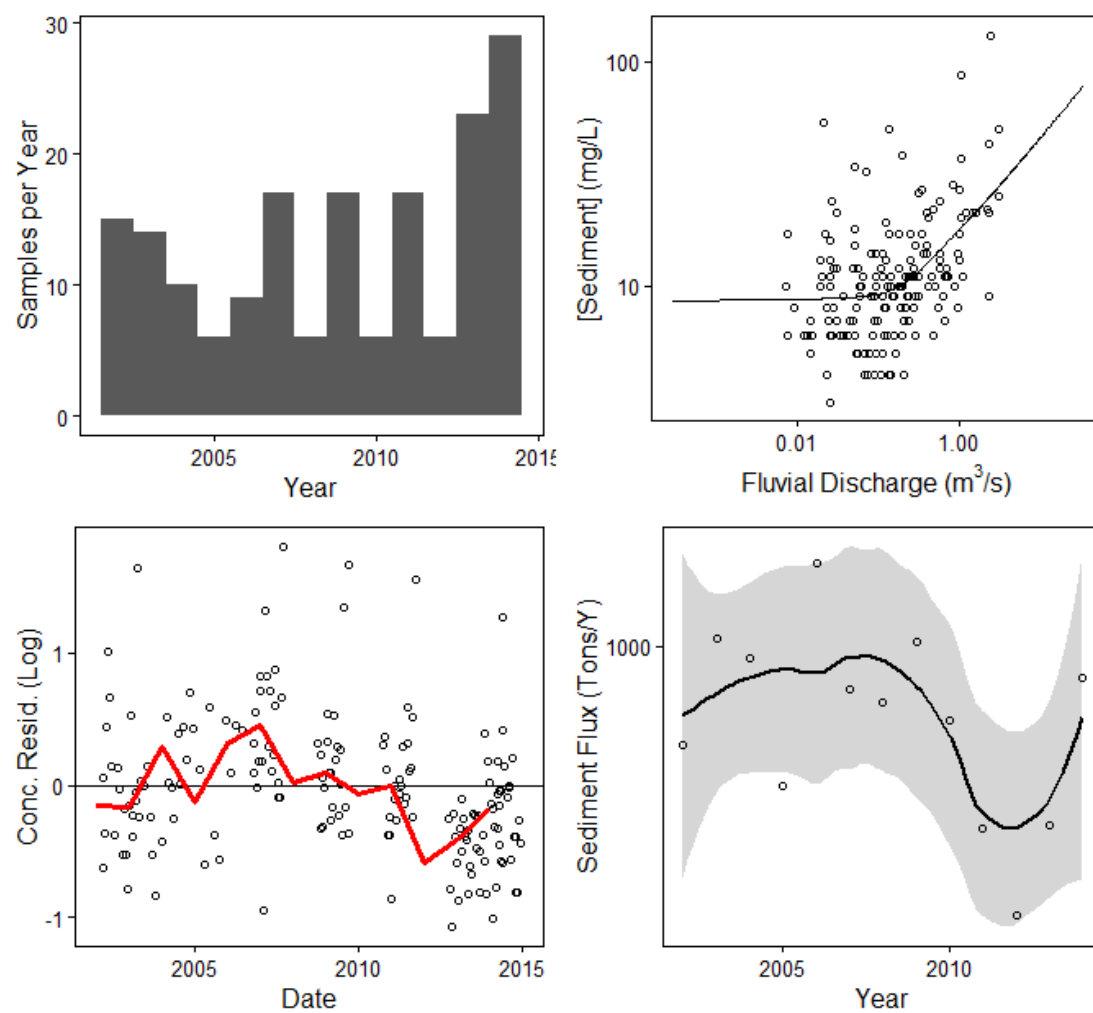 Samples per Year
30
20
10
0
2005
2010
2015
Year
[Sediment] (mg/L)
100
10
0.01
1.00
Fluvial Discharge (m³/s)
Conc. Resid. (Log)
1
0
-1
2005
2010
2015
Date
Sediment Flux (Tons/Y)
1000
2005
2010
Year